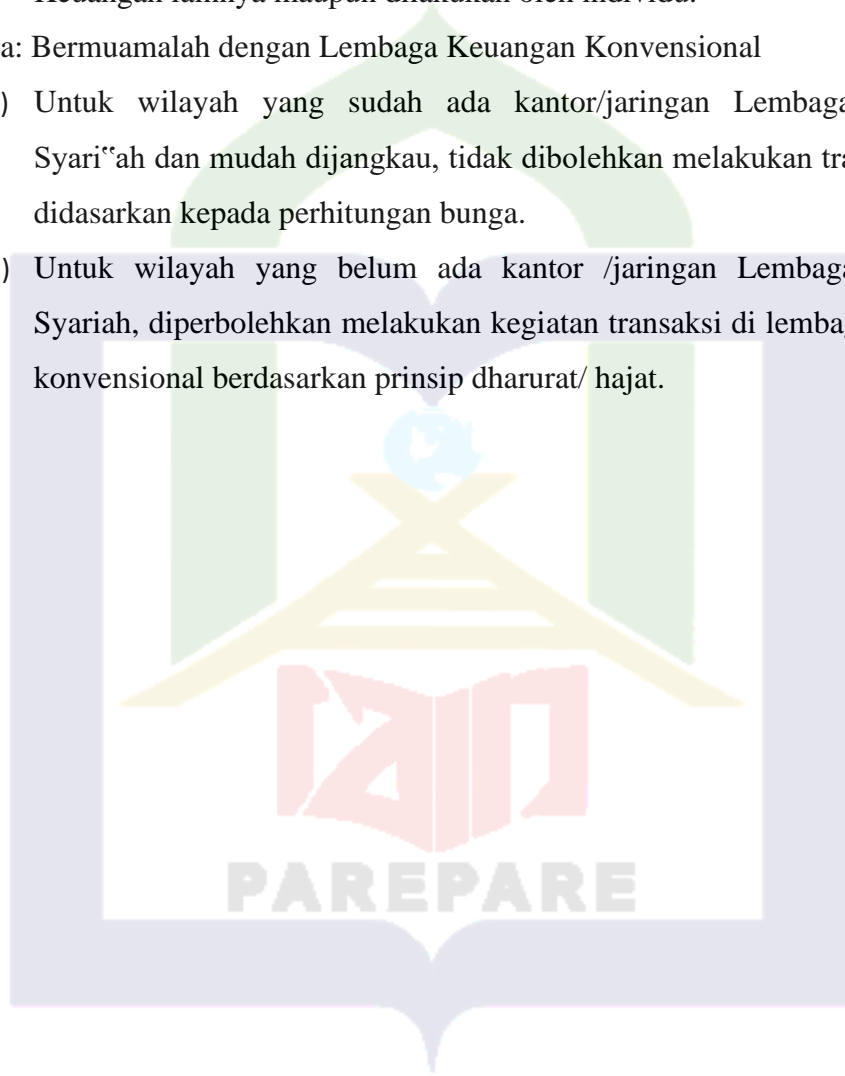 Keuangan lainnya maupun dilakukan oleh individu.
a: Bermuamalah dengan Lembaga Keuangan Konvensional
) Untuk wilayah yang sudah ada kantor/jaringan Lembaga
Syari‟ah dan mudah dijangkau, tidak dibolehkan melakukan tra
didasarkan kepada perhitungan bunga.
) Untuk wilayah yang belum ada kantor /jaringan Lembaga
Syariah, diperbolehkan melakukan kegiatan transaksi di lembag
konvensional berdasarkan prinsip dharurat/ hajat.
iain
PAREPARE